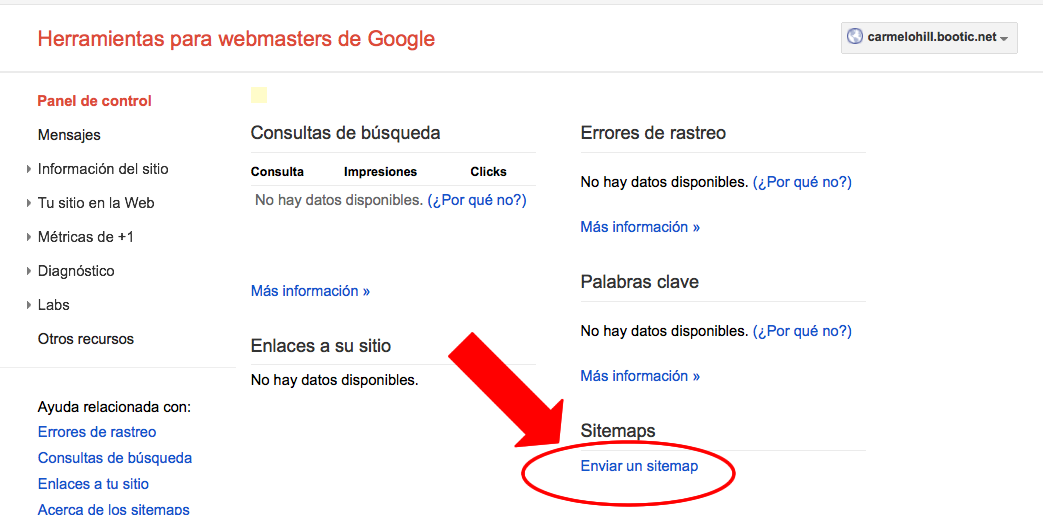 Herramientas para webmasters de Google
carmelohill.bootic.net
Panel de control
Mensajes
Información del sitio
Tu sitio en la Web
Métricas de +1
Diagnóstico
Labs
Otros recursos
Ayuda relacionada con:
Errores de rastreo
Consultas de búsqueda
Enlaces a tu sitio
Acerca de los sitemaps
Consultas de búsqueda
Consulta Impresiones Clicks
No hay datos disponibles. (¿Por qué no?)
Más información »
Enlaces a su sitio
No hay datos disponibles.
Errores de rastreo
No hay datos disponibles. (¿Por qué no?)
Más información »
Palabras clave
No hay datos disponibles. (¿Por qué no?)
Más información »
Sitemaps
Enviar un sitemap